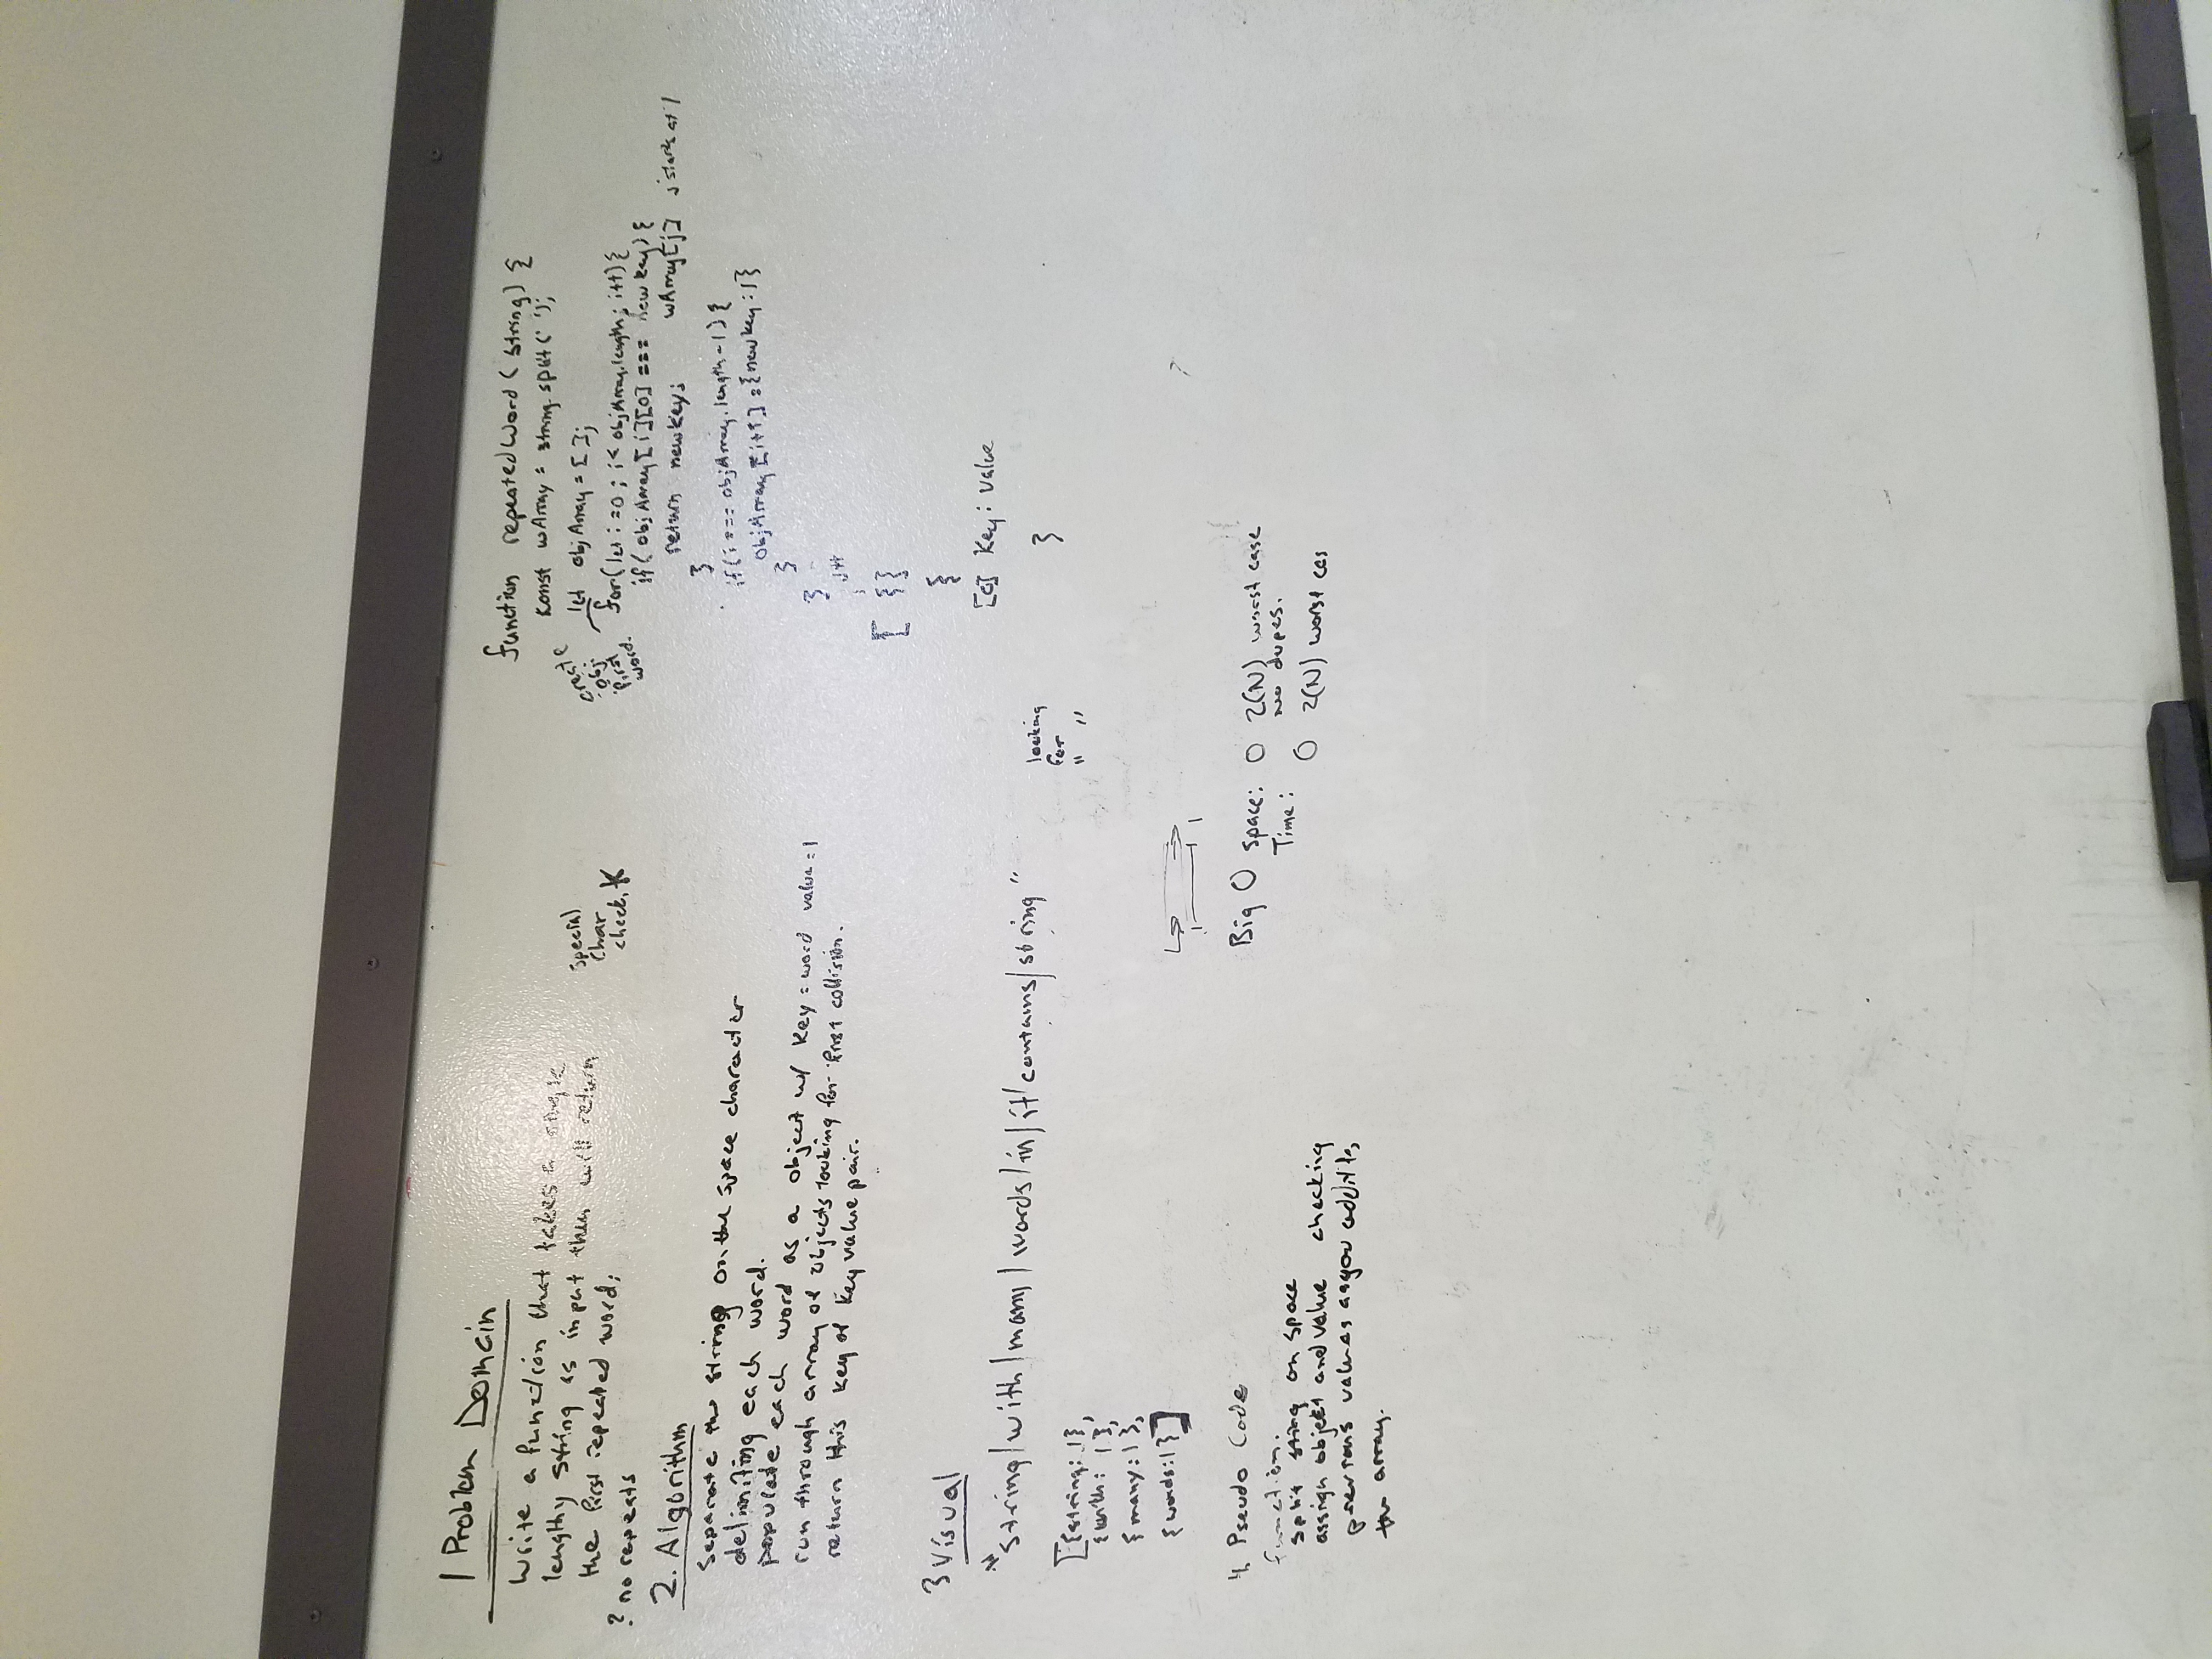 1 Problem Domain
Write a function that takes a single
lengthy string as input then will return
the first repeated word;
? no repeats
special
char
check, *
2. Algorithm
Separate the string on the space character
delimiting each word.
populate each word as a object w/ key = word value = 1
run through array of objects looking for first collision.
return this key of key value pair.
3 Visual
"string/with/many/words/in/it/contains/string"
[{string: 1},
{with: 1},
{many: 1},
{words: 1}]
4. Pseudo Code
function.
split sting on space
assign object and value checking
previous values as you add it to,
the array.
function repeatedWord (string) {
konst wArray = string.split(' ');
create
obj.
first
word.
let objArray = [ ];
for(let i = 0 ; i < objArray.length; i++){
if( objArray[i][0] === newkey) {
return newkey; wArray[j] j starts at 1
}
if(i === objArray.length-1) {
objArray[i+1] = {newkey : 1}
}
}
j++
[ {]
{
[0] Key: value
}
looking
for
" "
Big O space: O 2(N) worst case
No dupes.
Time:
O 2(N) worst cas